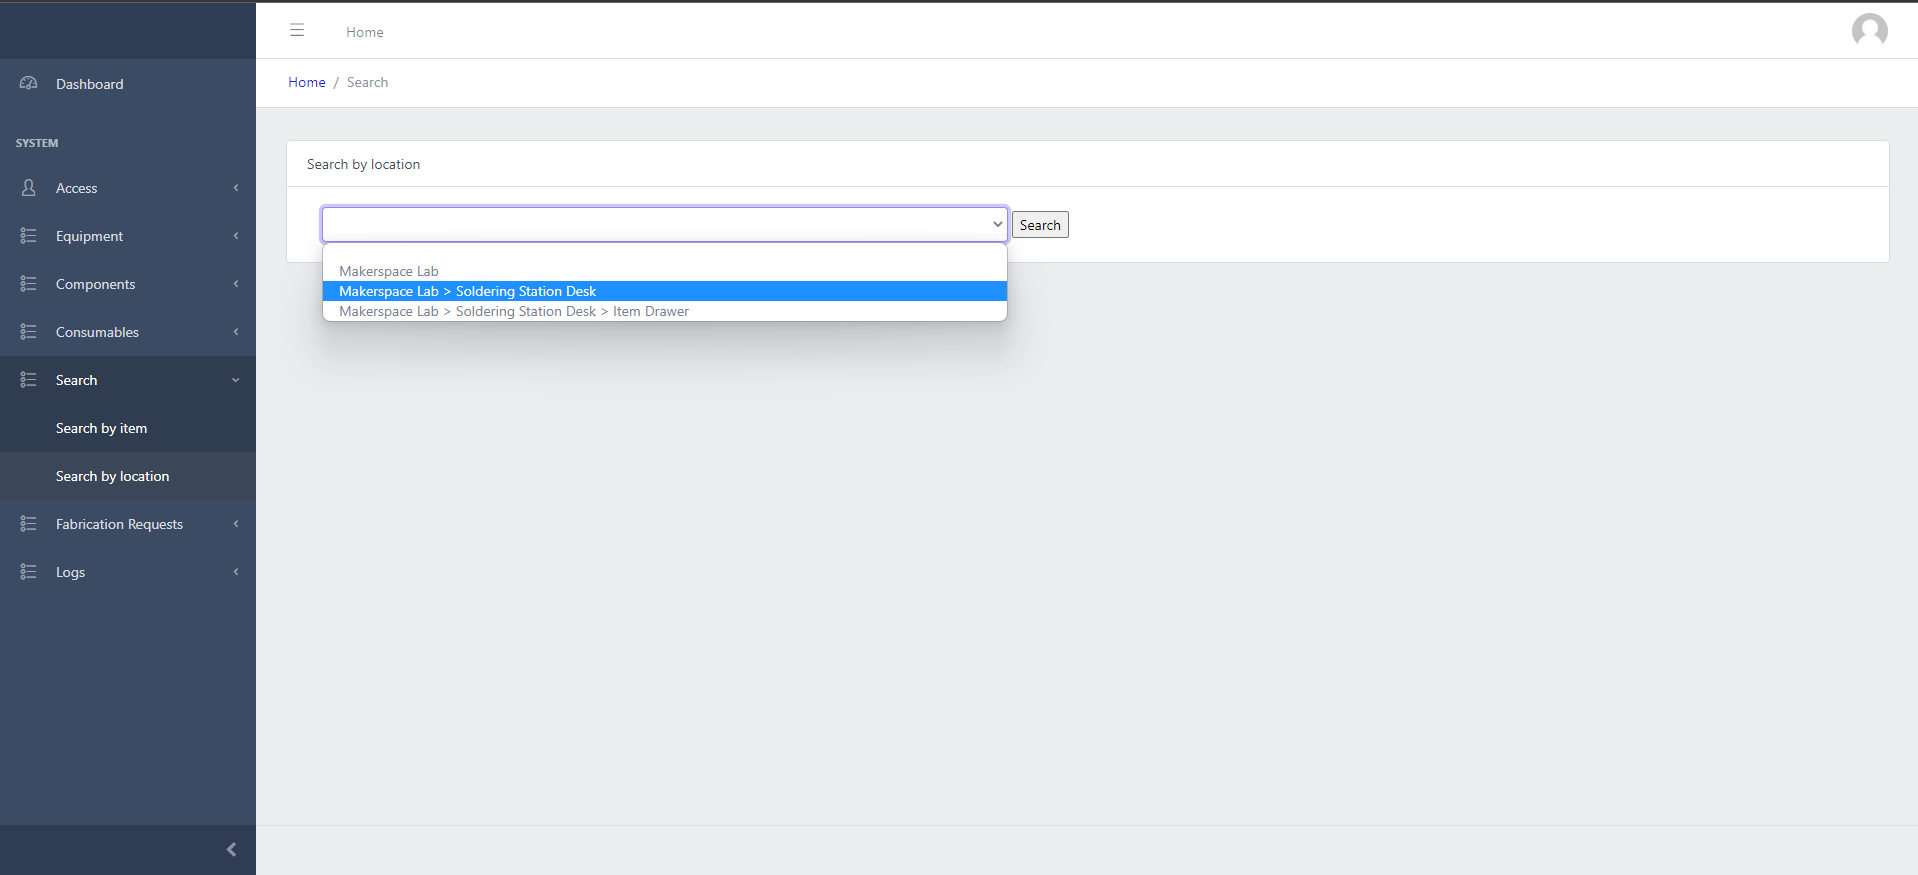 Home
Home / Search
Dashboard
SYSTEM
Access
Equipment
Components
Consumables
Search
Search by item
Search by location
Fabrication Requests
Logs
Search by location
Search
Makerspace Lab
Makerspace Lab > Soldering Station Desk
Makerspace Lab > Soldering Station Desk > Item Drawer